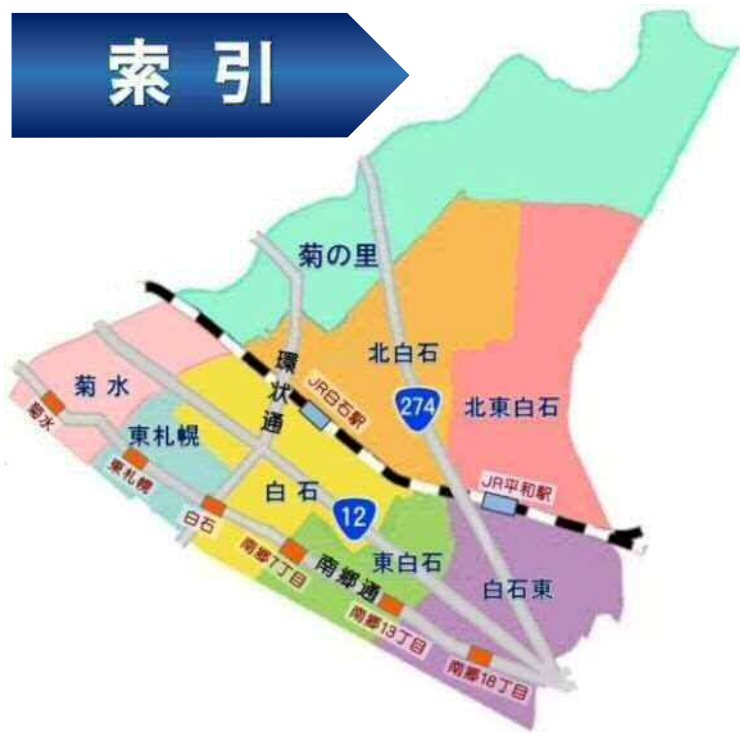 索引
菊の里
北白石
274
北東白石
環状通
JR白石駅
菊水
菊水
東札幌
東札幌
白石
白石
12
JR平和駅
南郷7丁目
南郷通
東白石
白石東
南郷13丁目
南郷18丁目